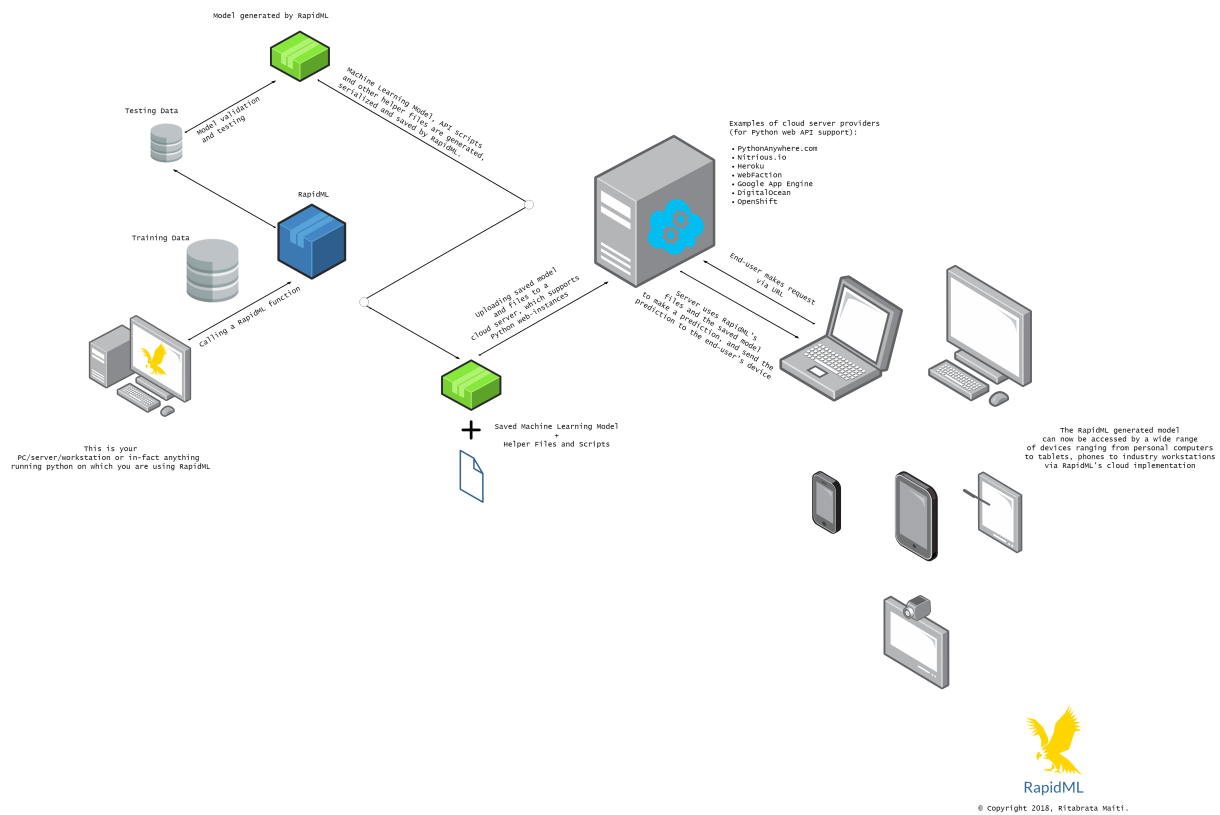 Model generated by RapidML
Machine Learning Model, API scripts
and other helper files are generated,
serialized and saved by RapidML.
Testing Data
Model validation
and testing
RapidML
Training Data
Calling a RapidML function
This is your
PC/server/workstation or in-fact anything
running python on which you are using RapidML
Uploading saved model
and files to a
cloud server, which supports
Python web-instances
Saved Machine Learning Model
+
Helper Files and Scripts
Examples of cloud server providers
(for Python web API support):
• PythonAnywhere.com
• Nitrious.io
• Heroku
• WebFaction
• Google App Engine
• DigitalOcean
• OpenShift
End-user makes request
via URL
Server uses RapidML's
files and the saved model
to make a prediction, and send the
prediction to the end-user's device
The RapidML generated model
can now be accessed by a wide range
of devices ranging from personal computers
to tablets, phones to industry workstations
via RapidML's cloud implementation
RapidML
© Copyright 2018, Ritabrata Maiti.